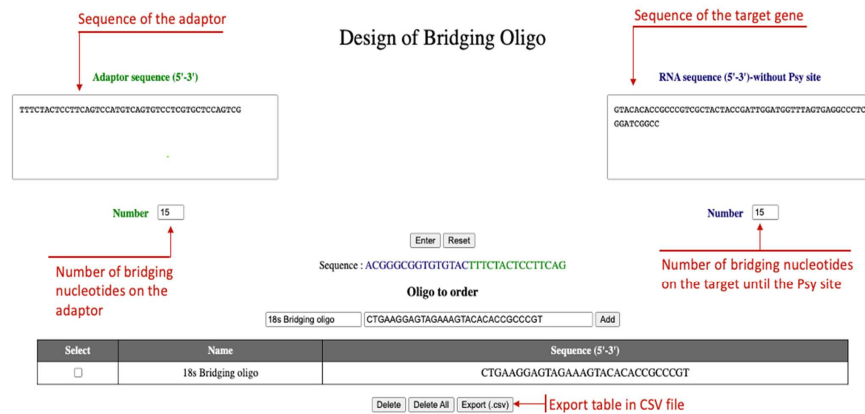 Sequence of the adaptor
Sequence of the target gene
Design of Bridging Oligo
Adaptor sequence (5'-3')
RNA sequence (5'-3')-without Psy site
TTTCTACTCCTTCAGTCCATGTCAGTGTCCTCGTGCTCCAGTCG
GTACACACCGCCCGTCGCTACTACCGATTGGATGGTTTAGTGAGGCCCTC
GGATCGGCC
Number 15
Number 15
Enter Reset
Number of bridging
nucleotides on the
adaptor
Sequence : ACGGGCGGTGTGTACTTTCTACTCCTTCAG
Number of bridging nucleotides
on the target until the Psy site
Oligo to order
18s Bridging oligo CTGAAGGAGTAGAAAGTACACACCGCCCGT Add
Select Name Sequence (5'-3')
18s Bridging oligo CTGAAGGAGTAGAAAGTACACACCGCCCGT
Delete Delete All Export (.csv) Export table in CSV file